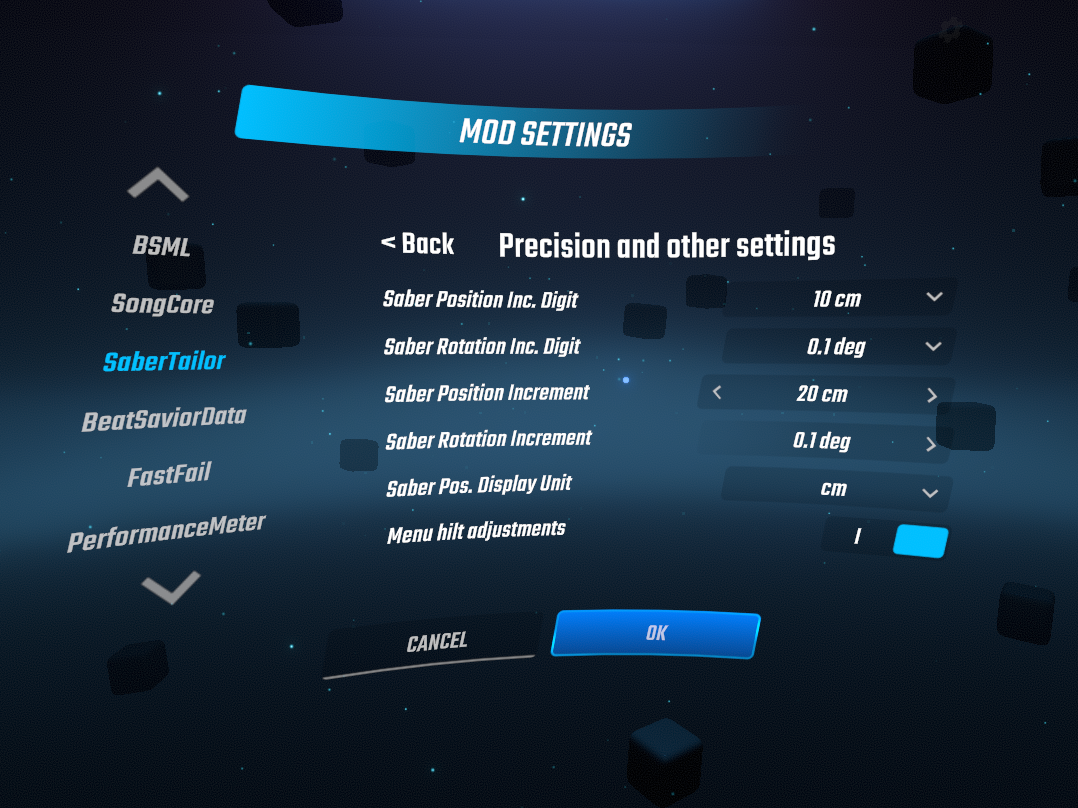 MOD SETTINGS
BSML
SongCore
SaberTailor
BeatSaviorData
FastFail
PerformanceMeter
< Back
Precision and other settings
Saber Position Inc. Digit 10 cm
Saber Rotation Inc. Digit 0.1 deg
Saber Position Increment < 20 cm >
Saber Rotation Increment 0.1 deg >
Saber Pos. Display Unit cm
Menu hilt adjustments I
CANCEL
OK